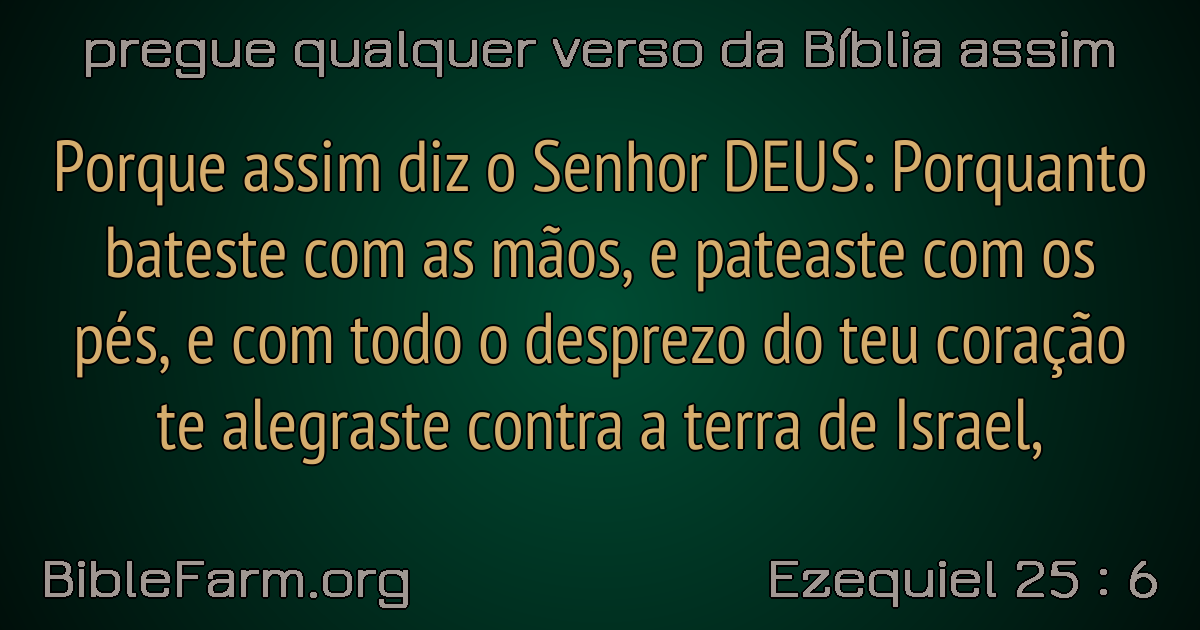 pregue qualquer verso da Bíblia assim
Porque assim diz o Senhor DEUS: Porquanto
bateste com as mãos, e pateaste com os
pés, e com todo o desprezo do teu coração
te alegraste contra a terra de Israel,
BibleFarm.org
Ezequiel 25 : 6